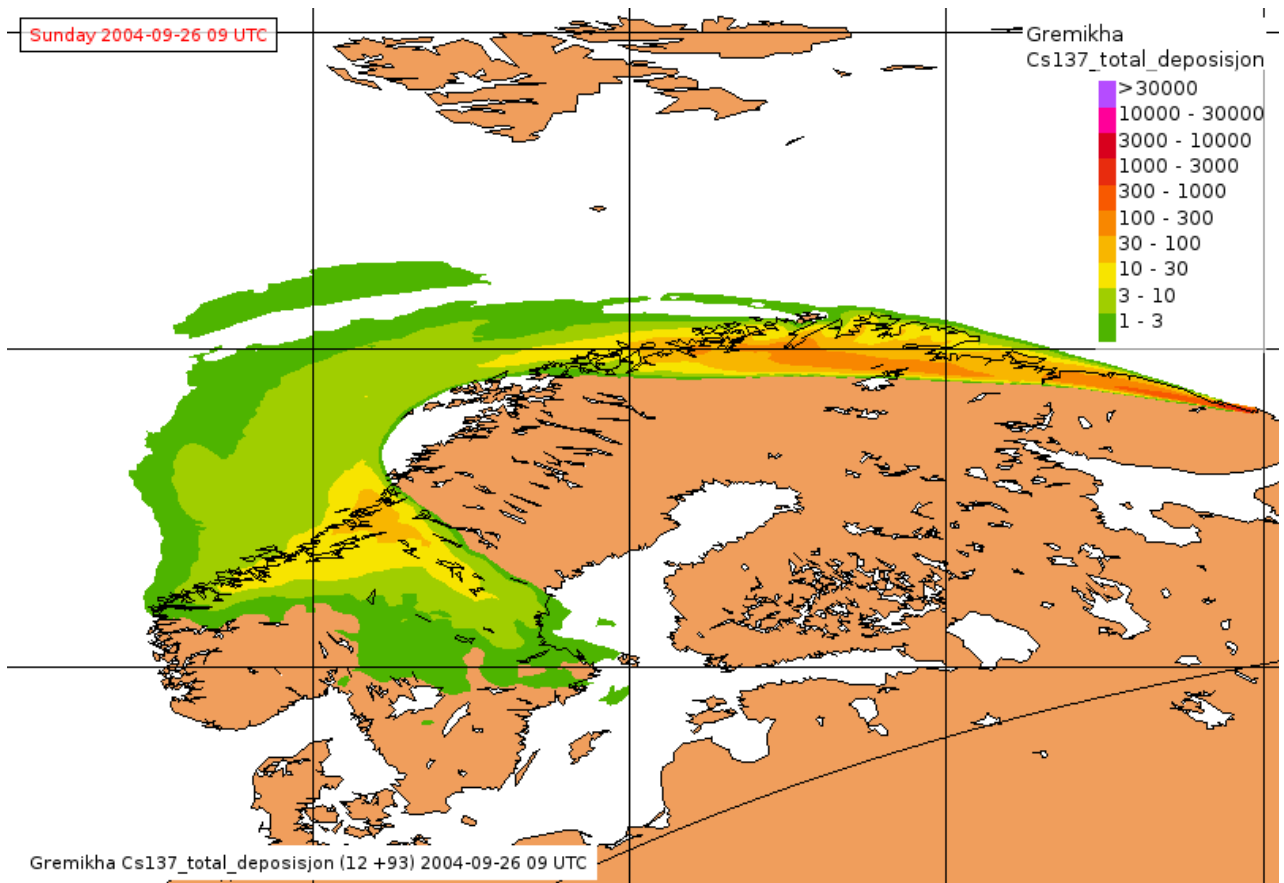 Sunday 2004-09-26 09 UTC
Gremikha
Cs137_total_deposisjon
>30000
10000 - 30000
3000 - 10000
1000 - 3000
300 - 1000
100 - 300
30 - 100
10 - 30
3 - 10
1 - 3
Gremikha Cs137_total_deposisjon (12 +93) 2004-09-26 09 UTC